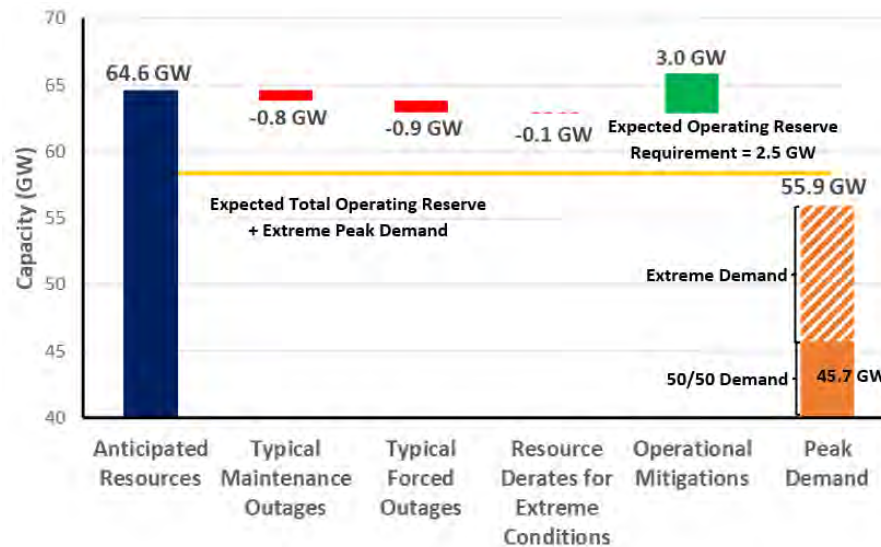 70
65
60
55
50
45
40
Capacity (GW)
64.6 GW
-0.8 GW
-0.9 GW
-0.1 GW
3.0 GW
Expected Operating Reserve
Requirement = 2.5 GW
55.9 GW
Expected Total Operating Reserve
+ Extreme Peak Demand
Extreme Demand
50/50 Demand
45.7 GW
Anticipated
Resources
Typical
Maintenance
Outages
Typical
Forced
Outages
Resource
Derates for
Extreme
Conditions
Operational
Mitigations
Peak
Demand